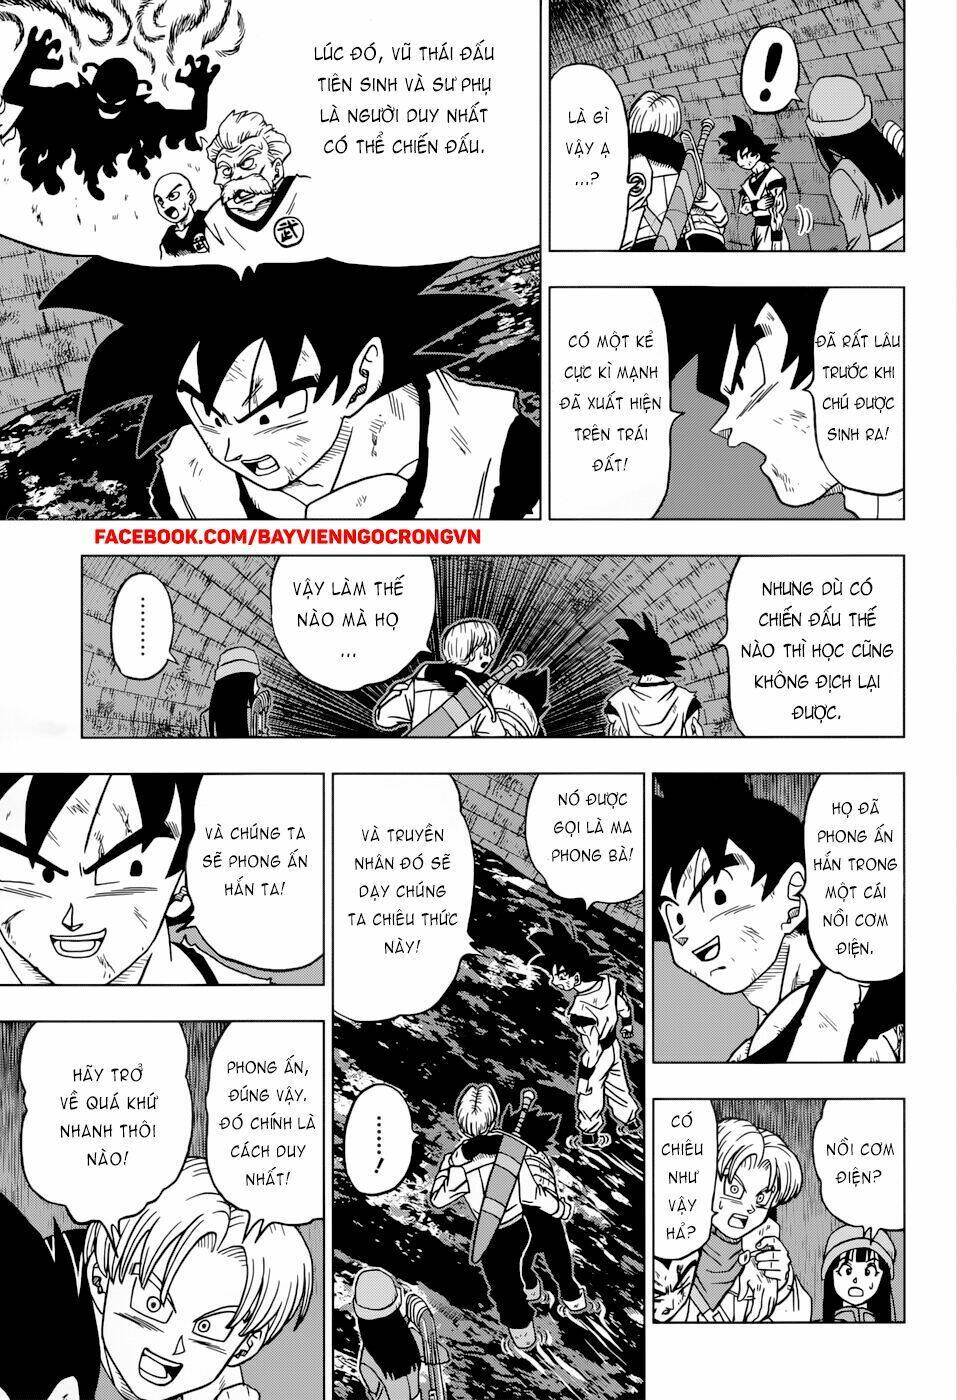 !
LÀ GÌ
VẬY Ạ
...?
ĐÃ RẤT LÂU
TRƯỚC KHI
CHÚ ĐƯỢC
SINH RA!
CÓ MỘT KẺ
CỰC KÌ MẠNH
ĐÃ XUẤT HIỆN
TRÊN TRÁI
ĐẤT!
LÚC ĐÓ, VŨ THÁI ĐẤU
TIÊN SINH VÀ SƯ PHỤ
LÀ NGƯỜI DUY NHẤT
CÓ THỂ CHIẾN ĐẤU.
武
武
FACEBOOK.COM/BAYVIENNGOCRONGVN
NHƯNG DÙ CÓ
CHIẾN ĐẤU THẾ
NÀO THÌ HỌC CŨNG
KHÔNG ĐỊCH LẠI
ĐƯỢC.
VẬY LÀM THẾ
NÀO MÀ HỌ
...
........
HỌ ĐÃ
PHONG ẤN
HẮN TRONG
MỘT CÁI
NỒI CƠM
ĐIỆN.
NỒI CƠM
ĐIỆN?
CÓ
CHIÊU
NHƯ
VẬY
HẢ?
NÓ ĐƯỢC
GỌI LÀ MA
PHONG BÀ!
VÀ TRUYỀN
NHÂN ĐÓ SẼ
DẠY CHÚNG
TA CHIÊU THỨC
NÀY!
......
VÀ CHÚNG TA
SẼ PHONG ẤN
HẮN TA!
PHONG ẤN,
ĐÚNG VẬY.
ĐÓ CHÍNH LÀ
CÁCH DUY
NHẤT!
HÃY TRỞ
VỀ QUÁ KHỨ
NHANH THÔI
NÀO!